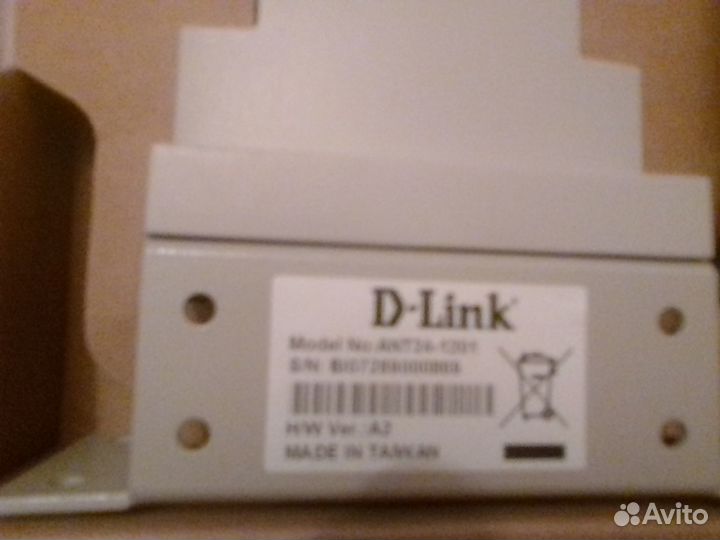 D-Link
Model No:ANT24-1201
S/N:
H/W Ver.:A2
MADE IN TAIWAN
Avito